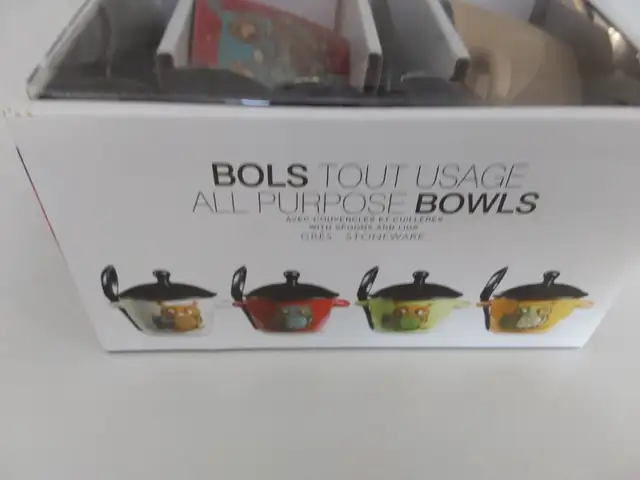 BOLS TOUT USAGE
ALL PURPOSE BOWLS
AVEC COUVERCLES ET CUILLÈRES
WITH SPOONS AND LIDS
GRÈS - STONEWARE